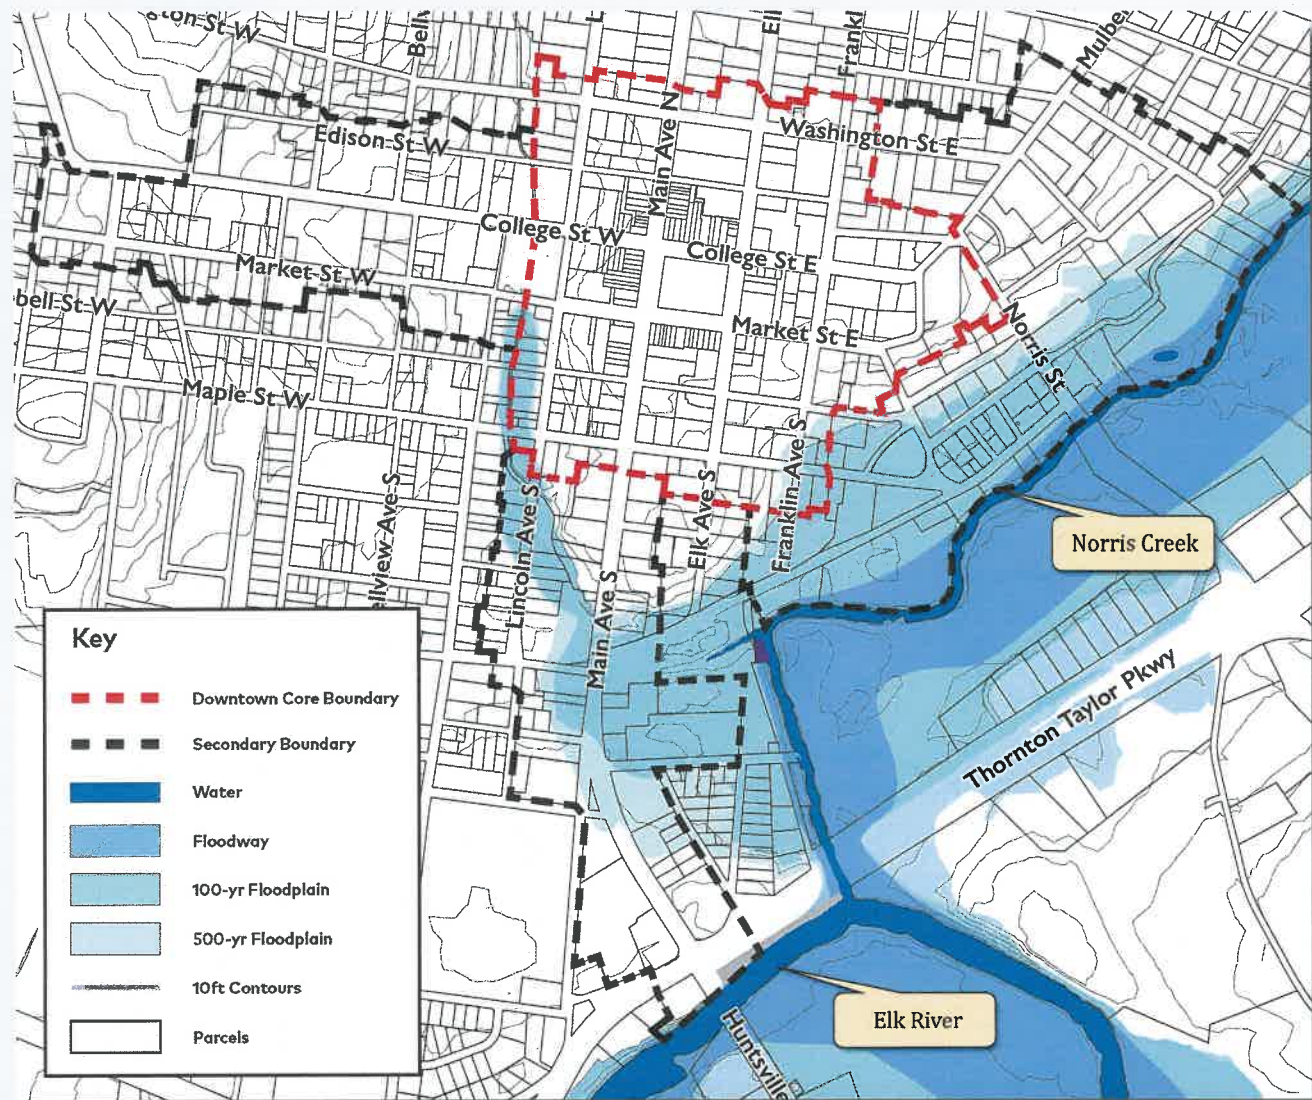 Edison St W
Washington St E
Main Ave N
College St W
College St E
Market St W
Market St E
Norris St
Maple St W
Franklin Ave S
Elk Ave S
Lincoln Ave S
Main Ave S
Norris Creek
Thornton Taylor Pkwy
Elk River
Huntsville
Key
Downtown Core Boundary
Secondary Boundary
Water
Floodway
100-yr Floodplain
500-yr Floodplain
10ft Contours
Parcels